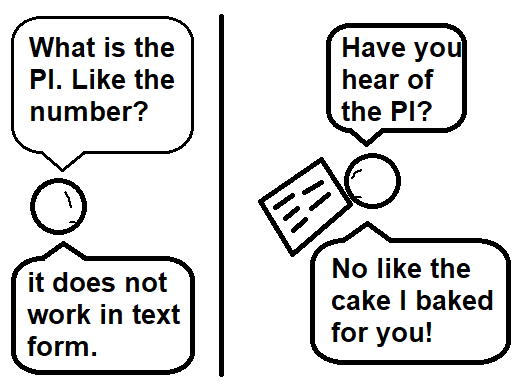 What is the
PI. Like the
number?
it does not
work in text
form.
Have you
hear of
the PI?
No like the
cake I baked
for you!